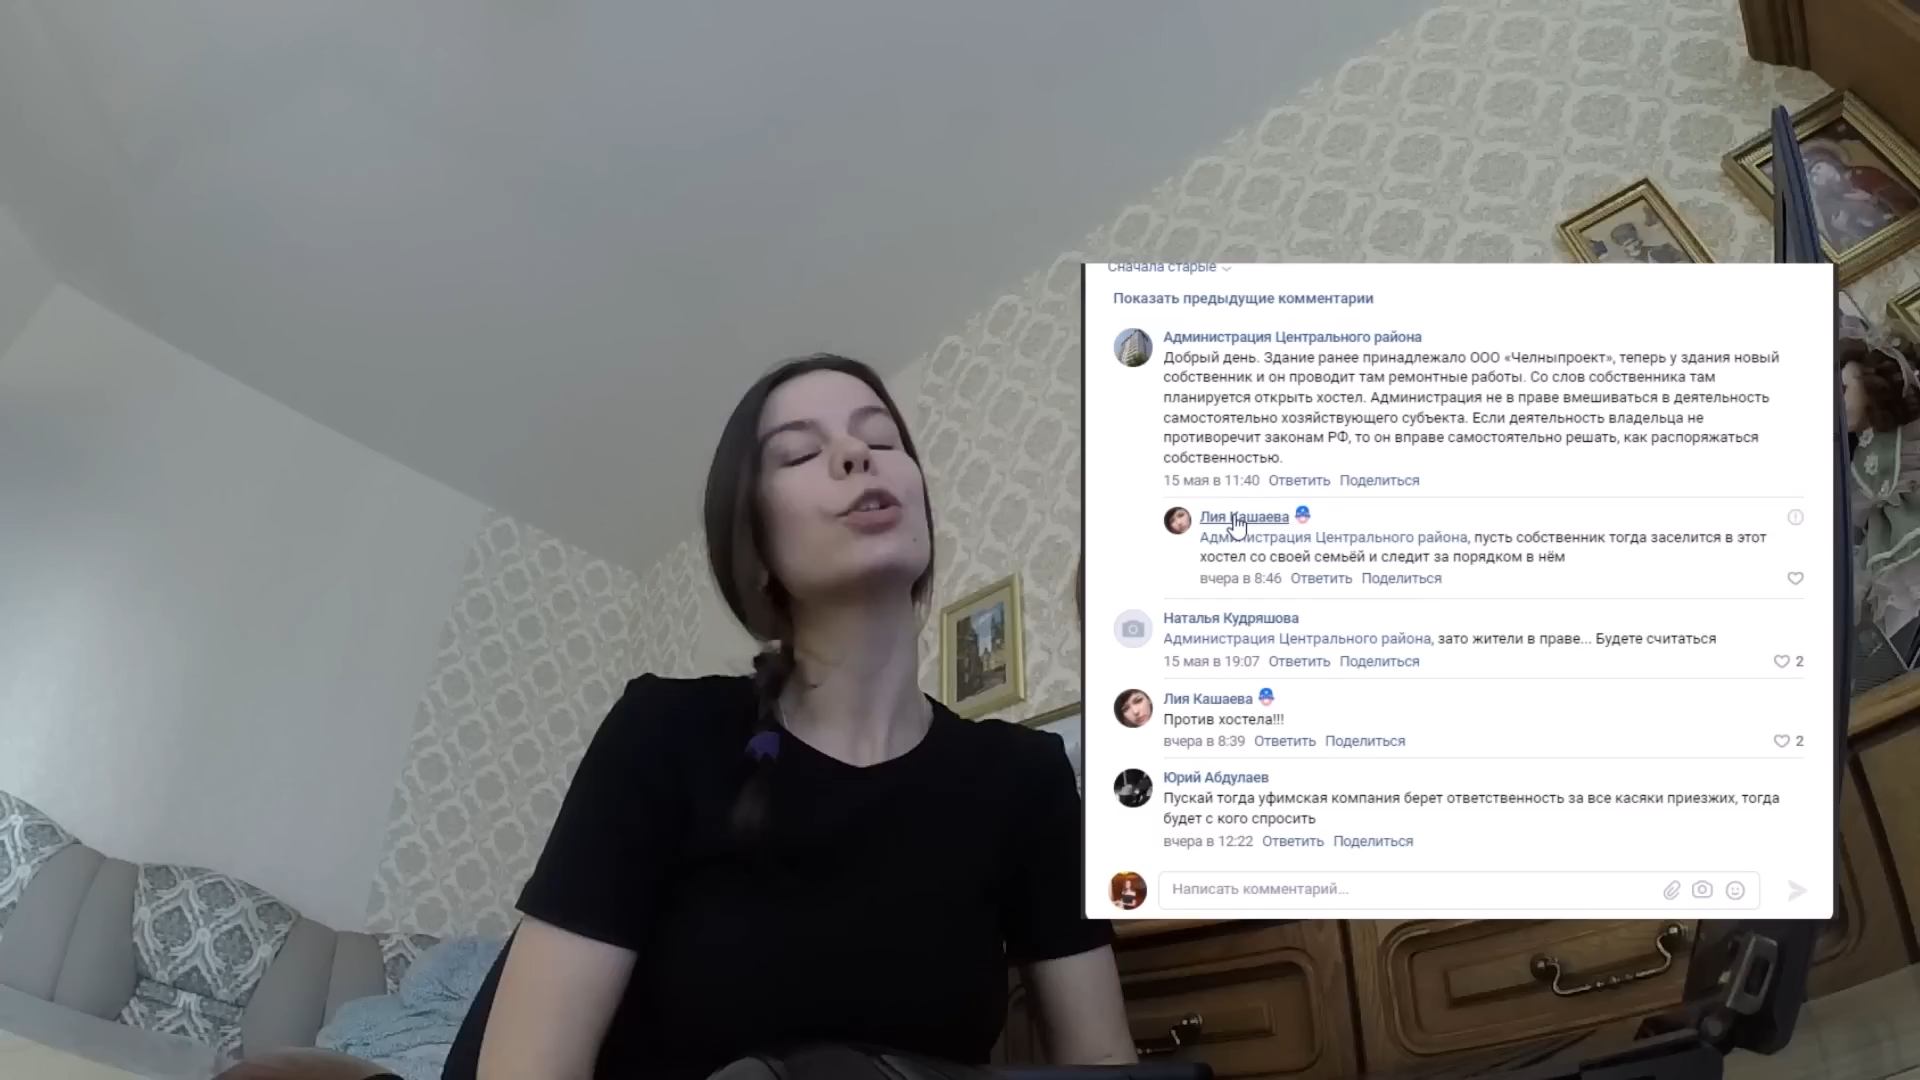 Сначала старые
Показать предыдущие комментарии
Администрация Центрального района
Добрый день. Здание ранее принадлежало ООО «Челныпроект», теперь у здания новый
собственник и он проводит там ремонтные работы. Со слов собственника там
планируется открыть хостел. Администрация не в праве вмешиваться в деятельность
самостоятельно хозяйствующего субъекта. Если деятельность владельца не
противоречит законам РФ, то он вправе самостоятельно решать, как распоряжаться
собственностью.
15 мая в 11:40 Ответить Поделиться
Лия Кашаева
Администрация Центрального района, пусть собственник тогда заселится в этот
хостел со своей семьёй и следит за порядком в нём
вчера в 8:46 Ответить Поделиться
Наталья Кудряшова
Администрация Центрального района, зато жители в праве... Будете считаться
15 мая в 19:07 Ответить Поделиться 2
Лия Кашаева
Против хостела!!!
вчера в 8:39 Ответить Поделиться 2
Юрий Абдулаев
Пускай тогда уфимская компания берет ответственность за все касяки приезжих, тогда
будет с кого спросить
вчера в 12:22 Ответить Поделиться
Написать комментарий...